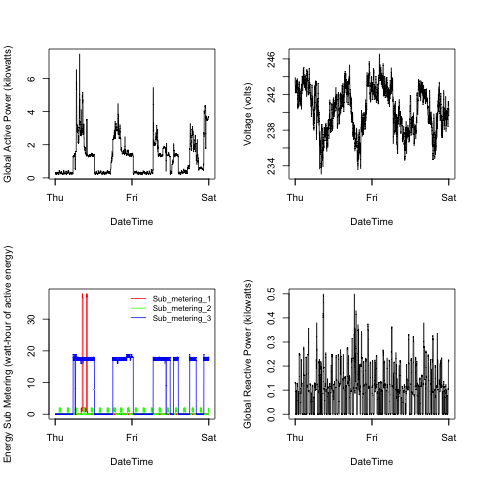 Global Active Power (kilowatts)
0 2 4 6
Thu Fri Sat
DateTime
Voltage (volts)
234 238 242 246
Thu Fri Sat
DateTime
Energy Sub Metering (watt-hour of active energy)
0 10 20 30
Sub_metering_1
Sub_metering_2
Sub_metering_3
Thu Fri Sat
DateTime
Global Reactive Power (kilowatts)
0.0 0.1 0.2 0.3 0.4 0.5
Thu Fri Sat
DateTime